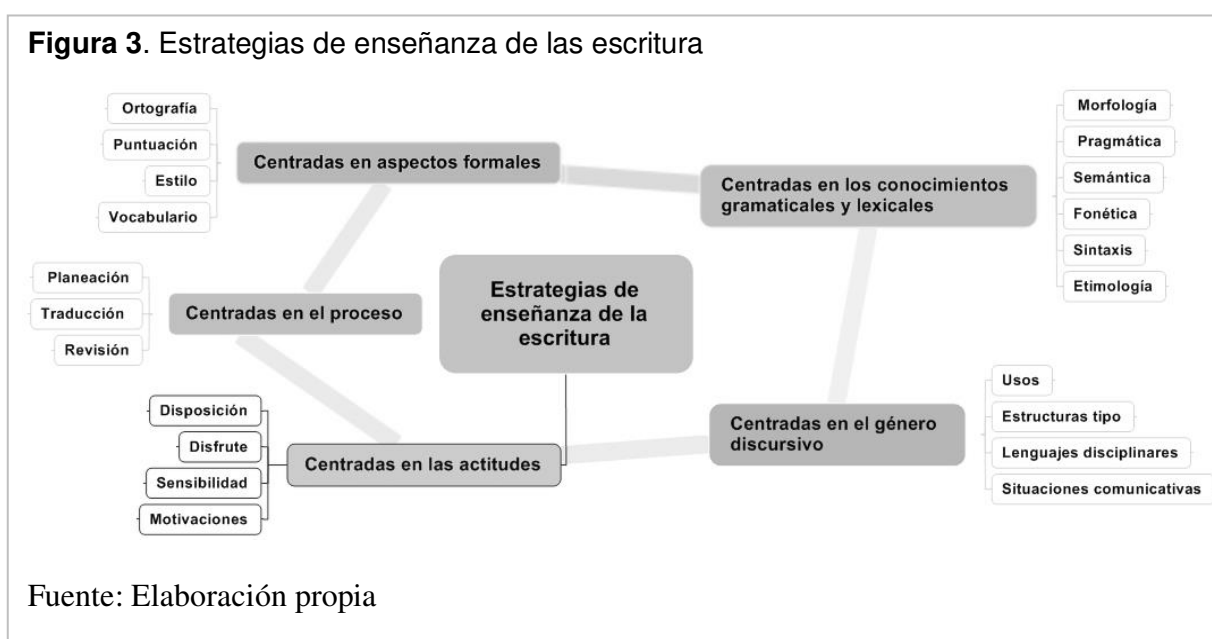 Figura 3. Estrategias de enseñanza de las escritura
Ortografía
Puntuación
Estilo
Vocabulario
Centradas en aspectos formales
Centradas en los conocimientos
gramaticales y lexicales
Morfología
Pragmática
Semántica
Fonética
Sintaxis
Etimología
Planeación
Traducción
Revisión
Centradas en el proceso
Estrategias de
enseñanza de la
escritura
Disposición
Disfrute
Sensibilidad
Motivaciones
Centradas en las actitudes
Centradas en el género
discursivo
Usos
Estructuras tipo
Lenguajes disciplinares
Situaciones comunicativas
Fuente: Elaboración propia